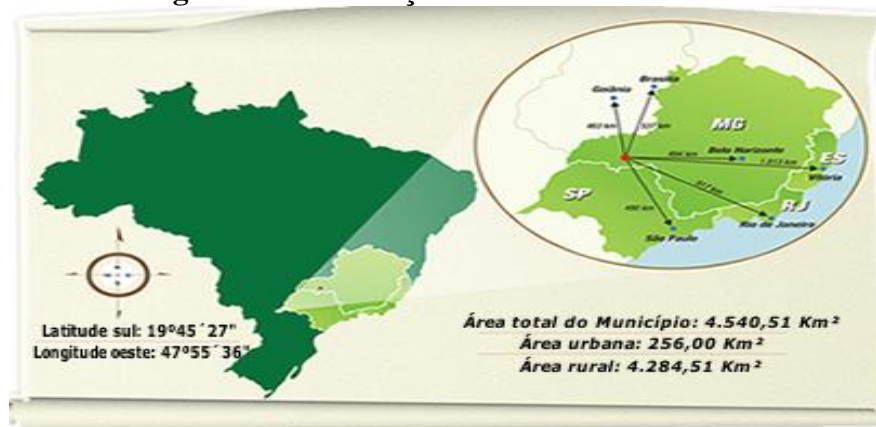 Goiânia
Brasília
MG
Belo Horizonte
ES
Vitória
SP
RJ
Rio de Janeiro
São Paulo
Latitude sul: 19º45´27"
Longitude oeste: 47º55´36"
Área total do Município: 4.540,51 Km²
Área urbana: 256,00 Km²
Área rural: 4.284,51 Km²